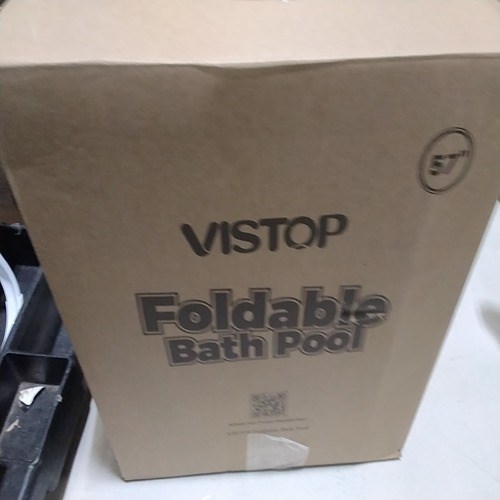 57"
VISTOP
Foldable
Bath Pool